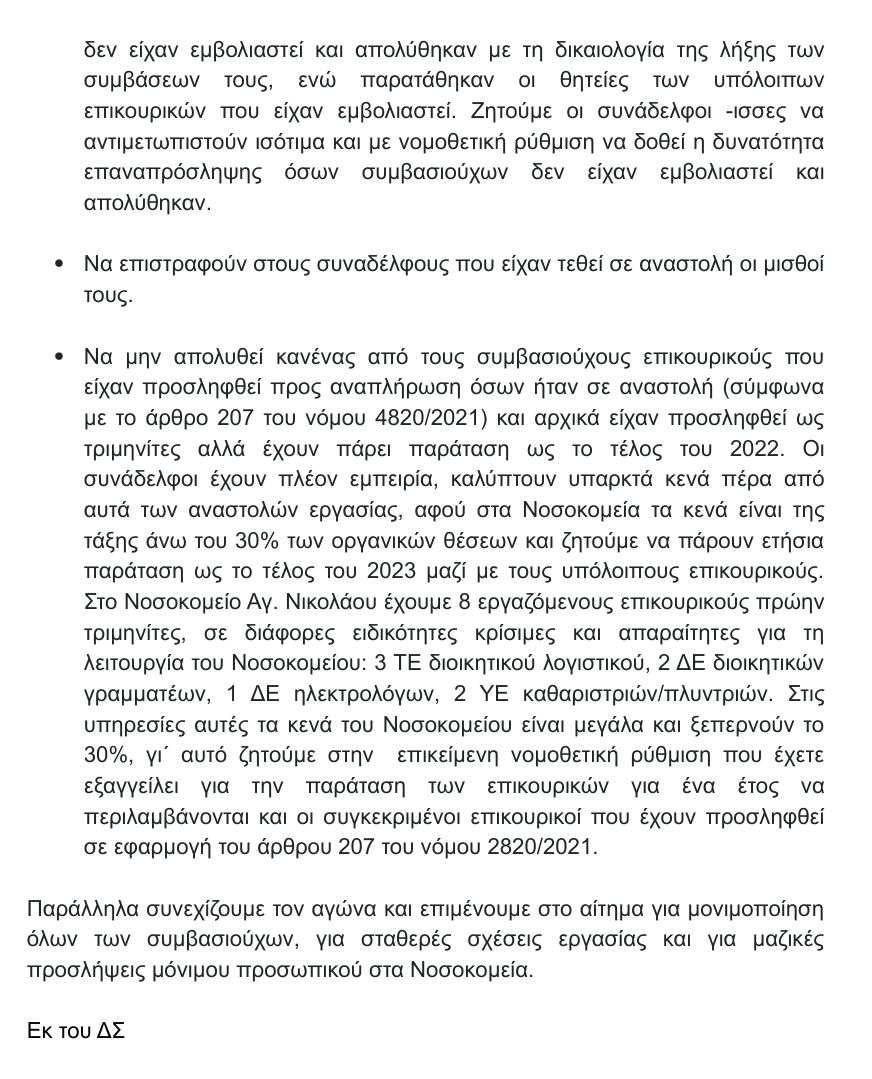 δεν είχαν εμβολιαστεί και απολύθηκαν με τη δικαιολογία της λήξης των
συμβάσεων τους, ενώ παρατάθηκαν οι θητείες των υπόλοιπων
επικουρικών που είχαν εμβολιαστεί. Ζητούμε οι συνάδελφοι -ισσες να
αντιμετωπιστούν ισότιμα και με νομοθετική ρύθμιση να δοθεί η δυνατότητα
επαναπρόσληψης όσων συμβασιούχων δεν είχαν εμβολιαστεί και
απολύθηκαν.
• Να επιστραφούν στους συναδέλφους που είχαν τεθεί σε αναστολή οι μισθοί
τους.
• Να μην απολυθεί κανένας από τους συμβασιούχους επικουρικούς που
είχαν προσληφθεί προς αναπλήρωση όσων ήταν σε αναστολή (σύμφωνα
με το άρθρο 207 του νόμου 4820/2021) και αρχικά είχαν προσληφθεί ως
τριμηνίτες αλλά έχουν πάρει παράταση ως το τέλος του 2022. Οι
συνάδελφοι έχουν πλέον εμπειρία, καλύπτουν υπαρκτά κενά πέρα από
αυτά των αναστολών εργασίας, αφού στα Νοσοκομεία τα κενά είναι της
τάξης άνω του 30% των οργανικών θέσεων και ζητούμε να πάρουν ετήσια
παράταση ως το τέλος του 2023 μαζί με τους υπόλοιπους επικουρικούς.
Στο Νοσοκομείο Αγ. Νικολάου έχουμε 8 εργαζόμενους επικουρικούς πρώην
τριμηνίτες, σε διάφορες ειδικότητες κρίσιμες και απαραίτητες για τη
λειτουργία του Νοσοκομείου: 3 ΤΕ διοικητικού λογιστικού, 2 ΔΕ διοικητικών
γραμματέων, 1 ΔΕ ηλεκτρολόγων, 2 ΥΕ καθαριστριών/πλυντριών. Στις
υπηρεσίες αυτές τα κενά του Νοσοκομείου είναι μεγάλα και ξεπερνούν το
30%, γι΄ αυτό ζητούμε στην επικείμενη νομοθετική ρύθμιση που έχετε
εξαγγείλει για την παράταση των επικουρικών για ένα έτος να
περιλαμβάνονται και οι συγκεκριμένοι επικουρικοί που έχουν προσληφθεί
σε εφαρμογή του άρθρου 207 του νόμου 2820/2021.
Παράλληλα συνεχίζουμε τον αγώνα και επιμένουμε στο αίτημα για μονιμοποίηση
όλων των συμβασιούχων, για σταθερές σχέσεις εργασίας και για μαζικές
προσλήψεις μόνιμου προσωπικού στα Νοσοκομεία.
Εκ του ΔΣ